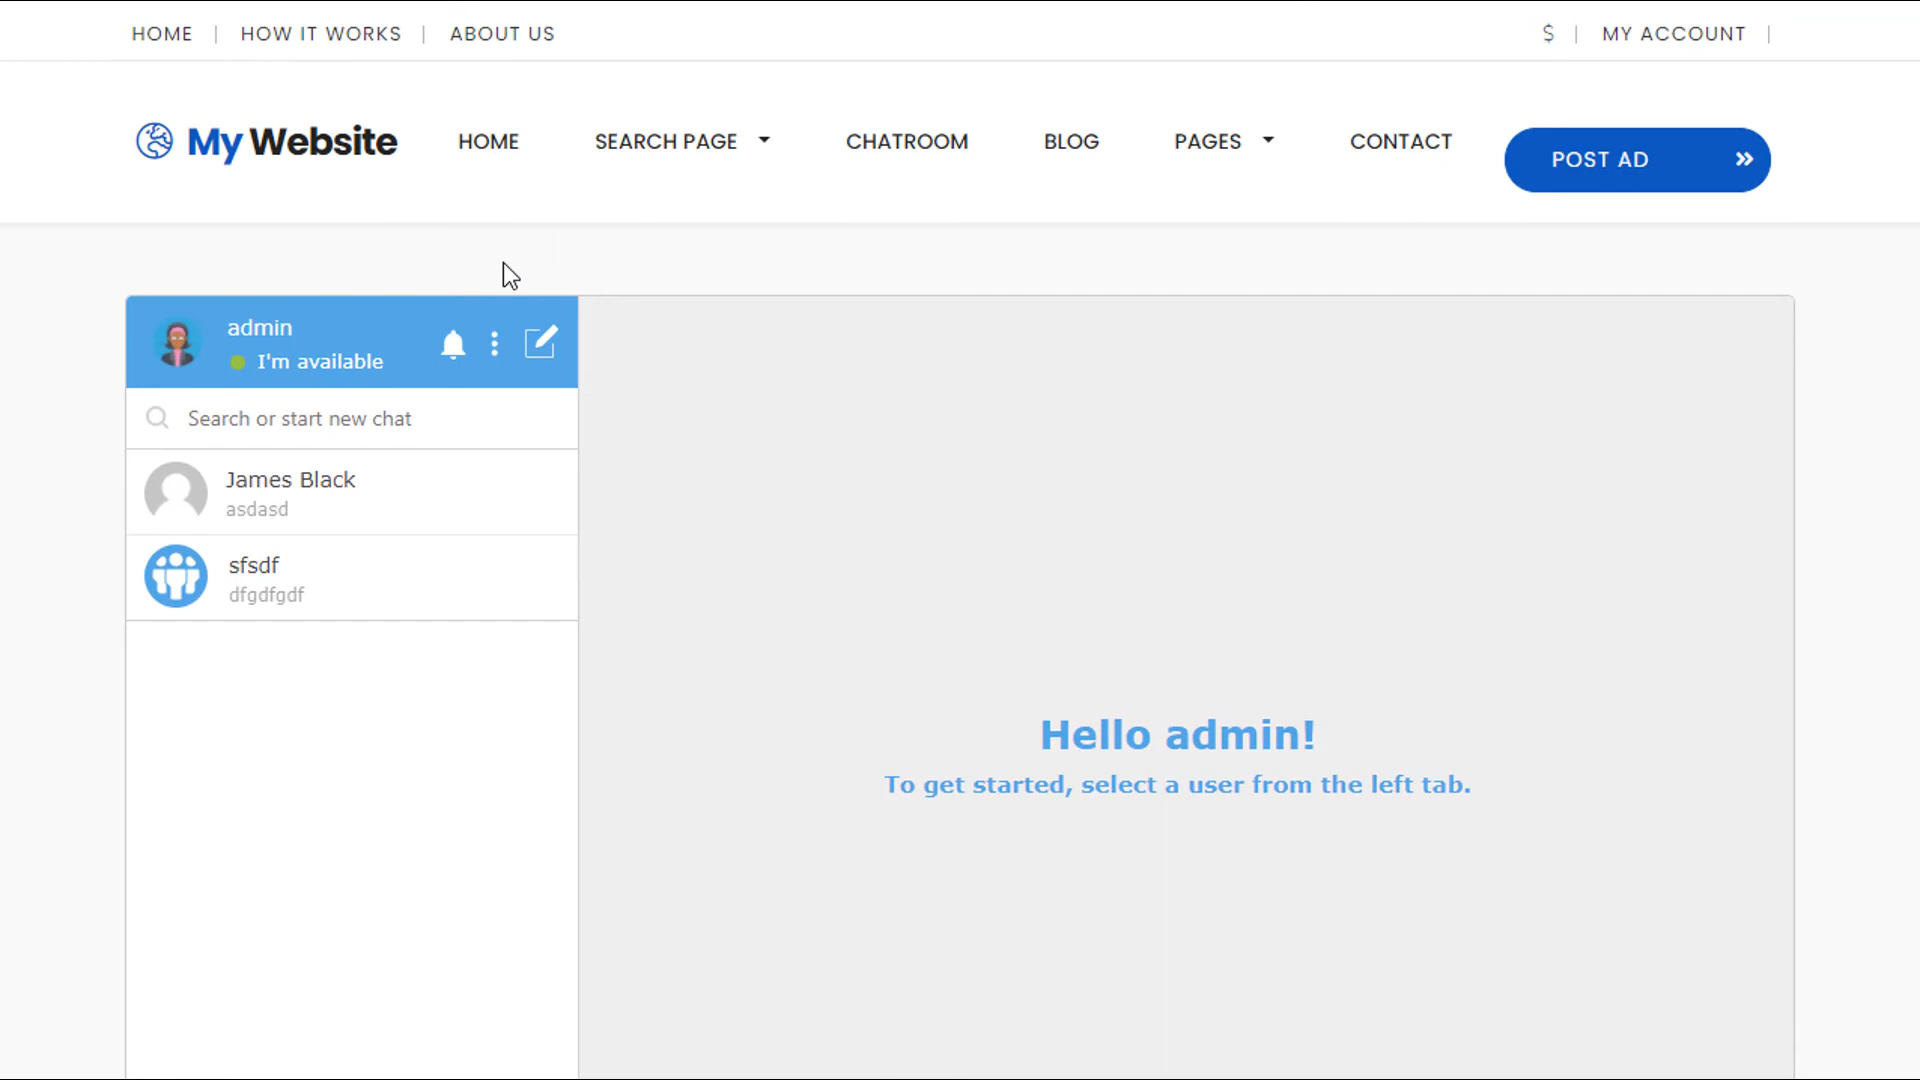 HOME | HOW IT WORKS | ABOUT US
$ | MY ACCOUNT |
My Website
HOME
SEARCH PAGE
CHATROOM
BLOG
PAGES
CONTACT
POST AD
admin
I'm available
Search or start new chat
James Black
asdasd
sfsdf
dfgdfgdf
Hello admin!
To get started, select a user from the left tab.